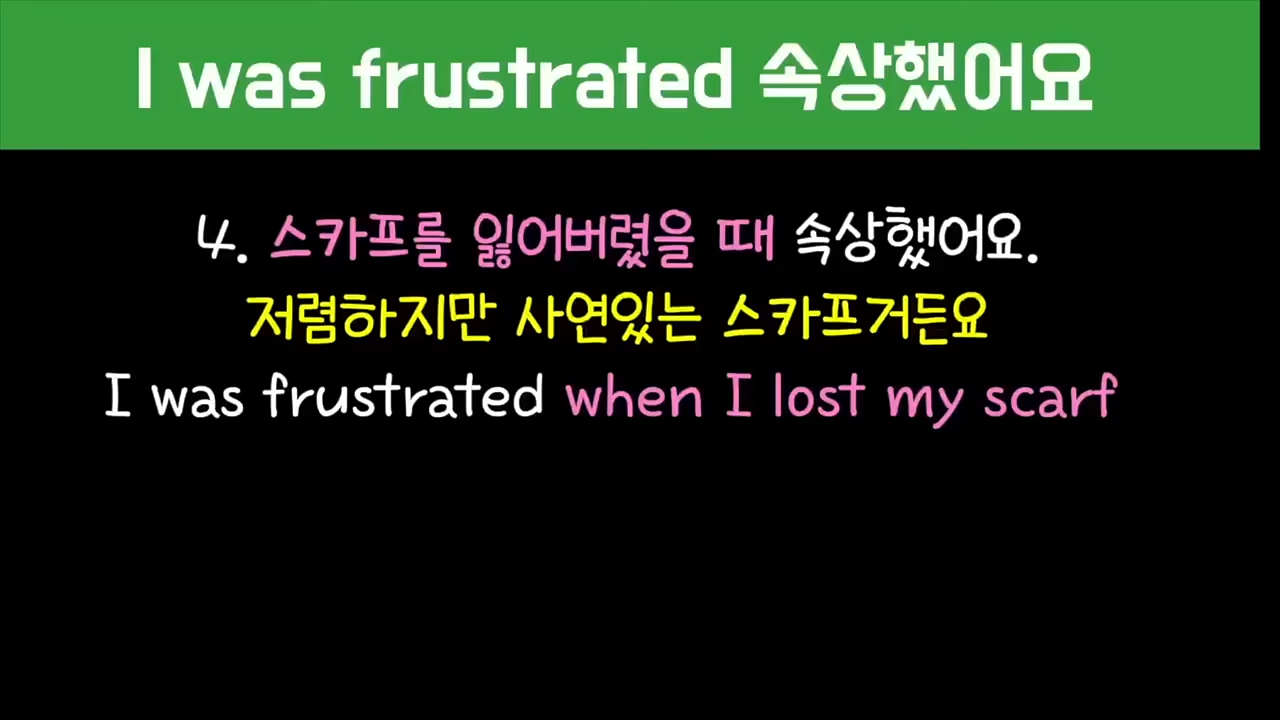 I was frustrated 속상했어요
4. 스카프를 잃어버렸을 때 속상했어요.
저렴하지만 사연있는 스카프거든요
I was frustrated when I lost my scarf